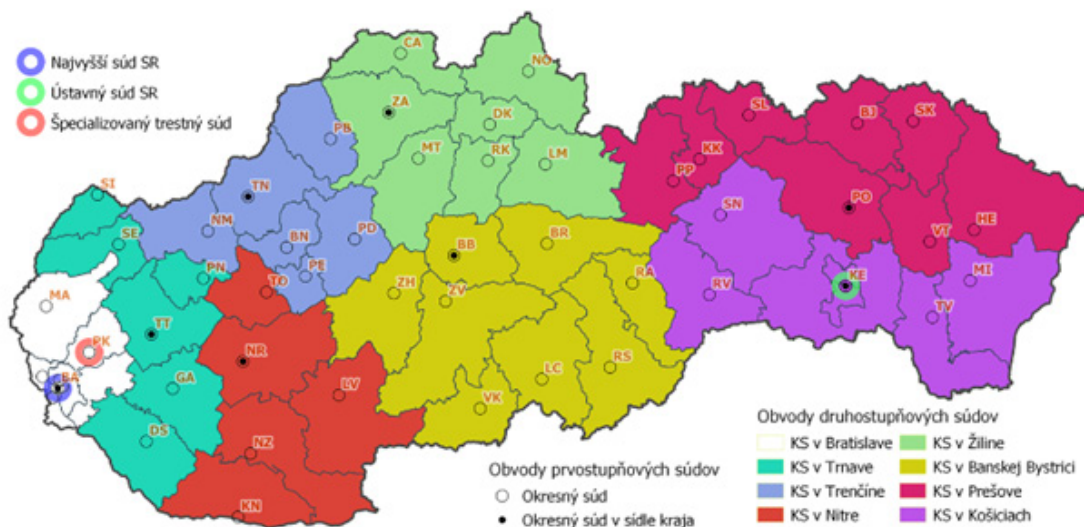 Najvyšší súd SR
Ústavný súd SR
Špecializovaný trestný súd
CA
NO
ZA
DK
SL
BJ
SK
PB
MT
RK
LM
KK
PP
SI
TN
SN
PO
HE
SE
NM
BN
PD
BB
BR
VT
PN
PE
TO
ZH
ZV
RA
RV
KE
MI
MA
TV
TT
PK
NR
BA
GA
LV
LC
RS
VK
DS
NZ
KN
Obvody prvostupňových súdov
Okresný súd
Okresný súd v sídle kraja
Obvody druhostupňových súdov
KS v Bratislave
KS v Trnave
KS v Trenčíne
KS v Nitre
KS v Žiline
KS v Banskej Bystrici
KS v Prešove
KS v Košiciach